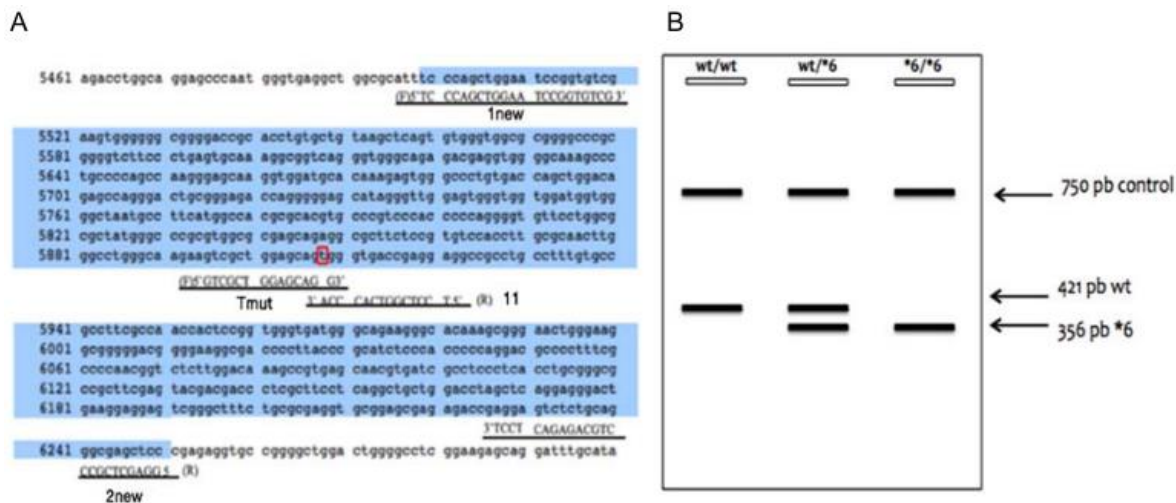 A
5461 agacctggca ggagcccaat gggtgaggct ggcgcatttc ccagctggaa tccggtgtcg
(F)5'TC CCAGCTGGAA TCCGGTGTCG 3'
1new
5521 aagtgggggg cggggaccgc acctgtgctg taagctcagt gtgggtggcg cggggcccgc
5581 ggggtcttcc ctgagtgcaa aggcggtcag ggtgggcaga gacgaggtgg ggcaaagccc
5641 tgccccagcc aagggagcaa ggtggatgca caaagagtgg gccctgtgac cagctggaca
5701 gagccaggga ctgcgggaga ccagggggag catagggttg gagtgggtgg tggatggtgg
5761 ggctaatgcc ttcatggcca cgcgcacgtg cccgtcccac ccccaggggt gttcctggcg
5821 cgctatgggc ccgcgtggcg cgagcagagg cgcttctccg tgtccacctt gcgcaacttg
5881 ggcctgggca agaagtcgct ggagcagtgg gtgaccgagg aggccgcctg cctttgtgcc
(F)5'GTCGCT GGAGCAG G3'
Tmut
3' ACC CACTGGCTCC T 5' (R) 11
5941 gccttcgcca accactccgg tgggtgatgg gcagaagggc acaaagcggg aactgggaag
6001 gcgggggacg gggaaggcga ccccttaccc gcatctccca cccccaggac gcccctttcg
6061 ccccaacggt ctcttggaca aagccgtgag caacgtgatc gcctccctca cctgcgggcg
6121 ccgcttcgag tacgacgacc ctcgcttcct caggctgctg gacctagctc aggagggact
6181 gaaggaggag tcgggctttc tgcgcgaggt gcggagcgag agaccgagga gtctctgcag
3'TCCT CAGAGACGTC
6241 ggcgagctcc cgagaggtgc cggggctgga ctggggcctc ggaagagcag gatttgcata
CCGCTCGAGG 5 (R)
2new
B
wt/wt wt/*6 *6/*6
750 pb control
421 pb wt
356 pb *6